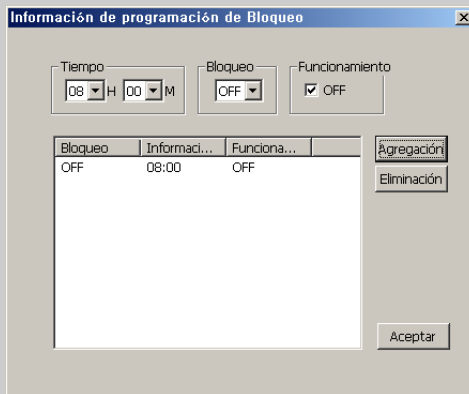 Información de programación de Bloqueo
Tiempo Bloqueo Funcionamiento
08 H 00 M OFF OFF
Bloqueo Informaci... Funciona... Agregación
OFF 08:00 OFF
Eliminación
Aceptar